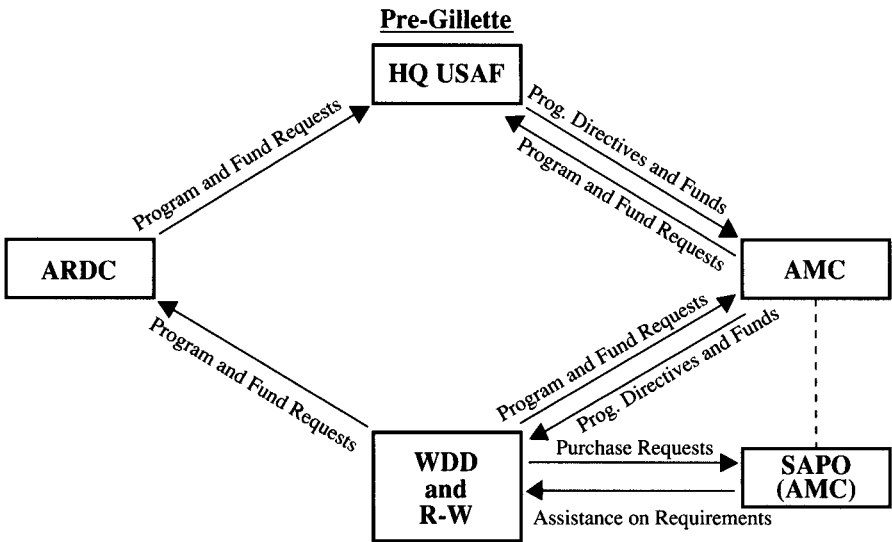 Pre-Gillette
HQ USAF
Program and Fund Requests
Prog. Directives and Funds
Program and Fund Requests
ARDC
AMC
Program and Fund Requests
Program and Fund Requests
Prog. Directives and Funds
WDD
and
R-W
Purchase Requests
Assistance on Requirements
SAPO
(AMC)